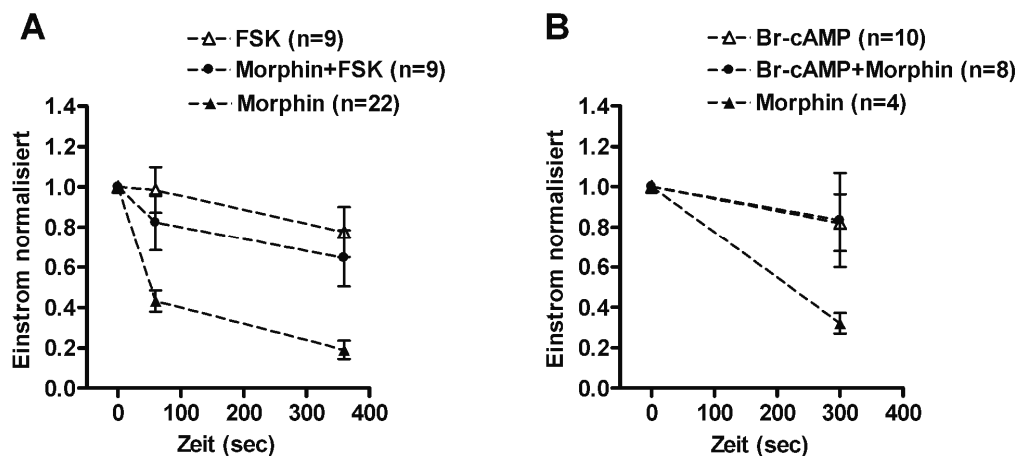 A
FSK (n=9)
Morphin+FSK (n=9)
Morphin (n=22)
Einstrom normalisiert
1.4
1.2
1.0
0.8
0.6
0.4
0.2
0.0
0 100 200 300 400
Zeit (sec)
B
Br-cAMP (n=10)
Br-cAMP+Morphin (n=8)
Morphin (n=4)
Einstrom normalisiert
1.4
1.2
1.0
0.8
0.6
0.4
0.2
0.0
0 100 200 300 400
Zeit (sec)